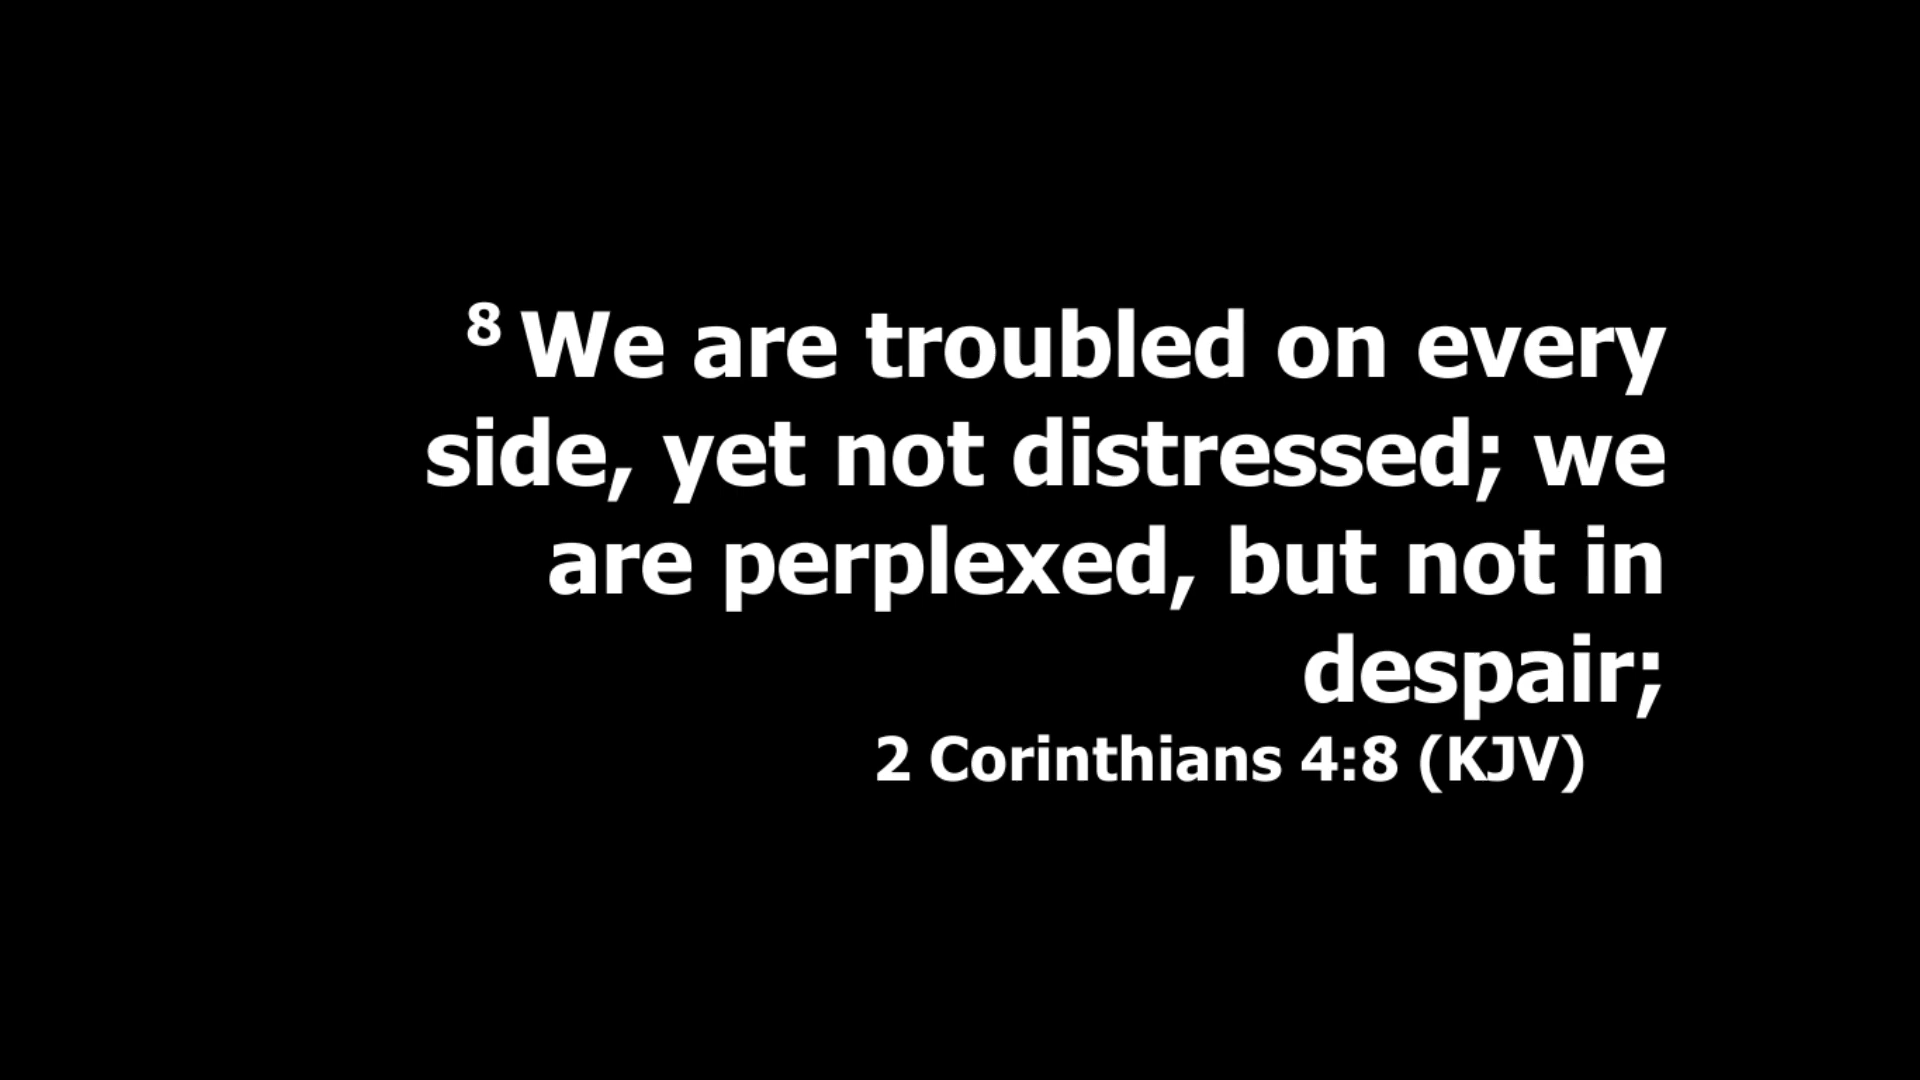 8 We are troubled on every
side, yet not distressed; we
are perplexed, but not in
despair;
2 Corinthians 4:8 (KJV)